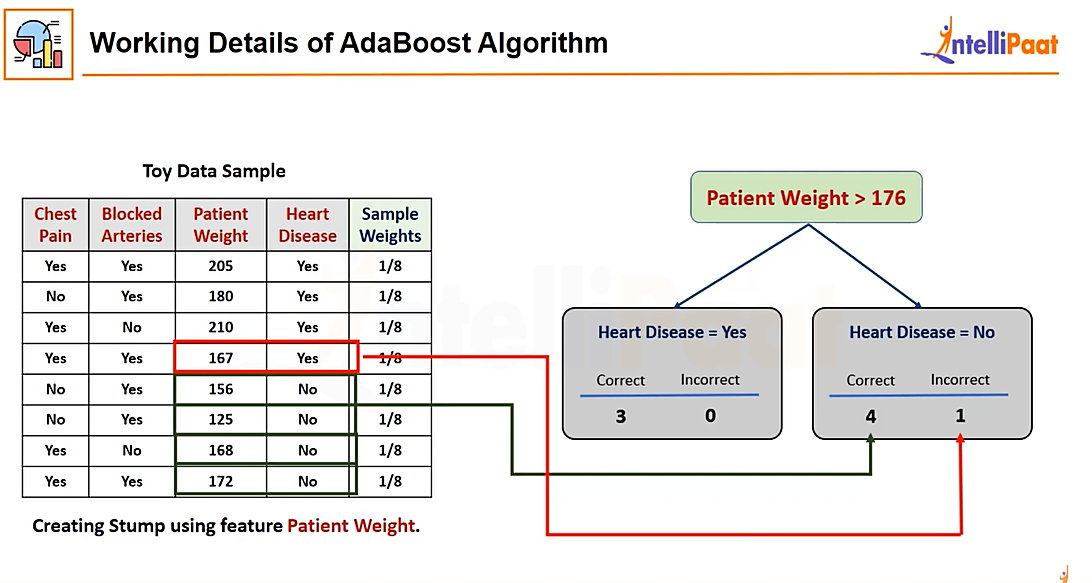 Working Details of AdaBoost Algorithm
IntelliPaat
Toy Data Sample
Chest Pain Blocked Arteries Patient Weight Heart Disease Sample Weights
Yes Yes 205 Yes 1/8
No Yes 180 Yes 1/8
Yes No 210 Yes 1/8
Yes Yes 167 Yes 1/8
No Yes 156 No 1/8
No Yes 125 No 1/8
Yes No 168 No 1/8
Yes Yes 172 No 1/8
Creating Stump using feature Patient Weight.
Patient Weight > 176
Heart Disease = Yes
Correct Incorrect
3 0
Heart Disease = No
Correct Incorrect
4 1
IntelliPaat